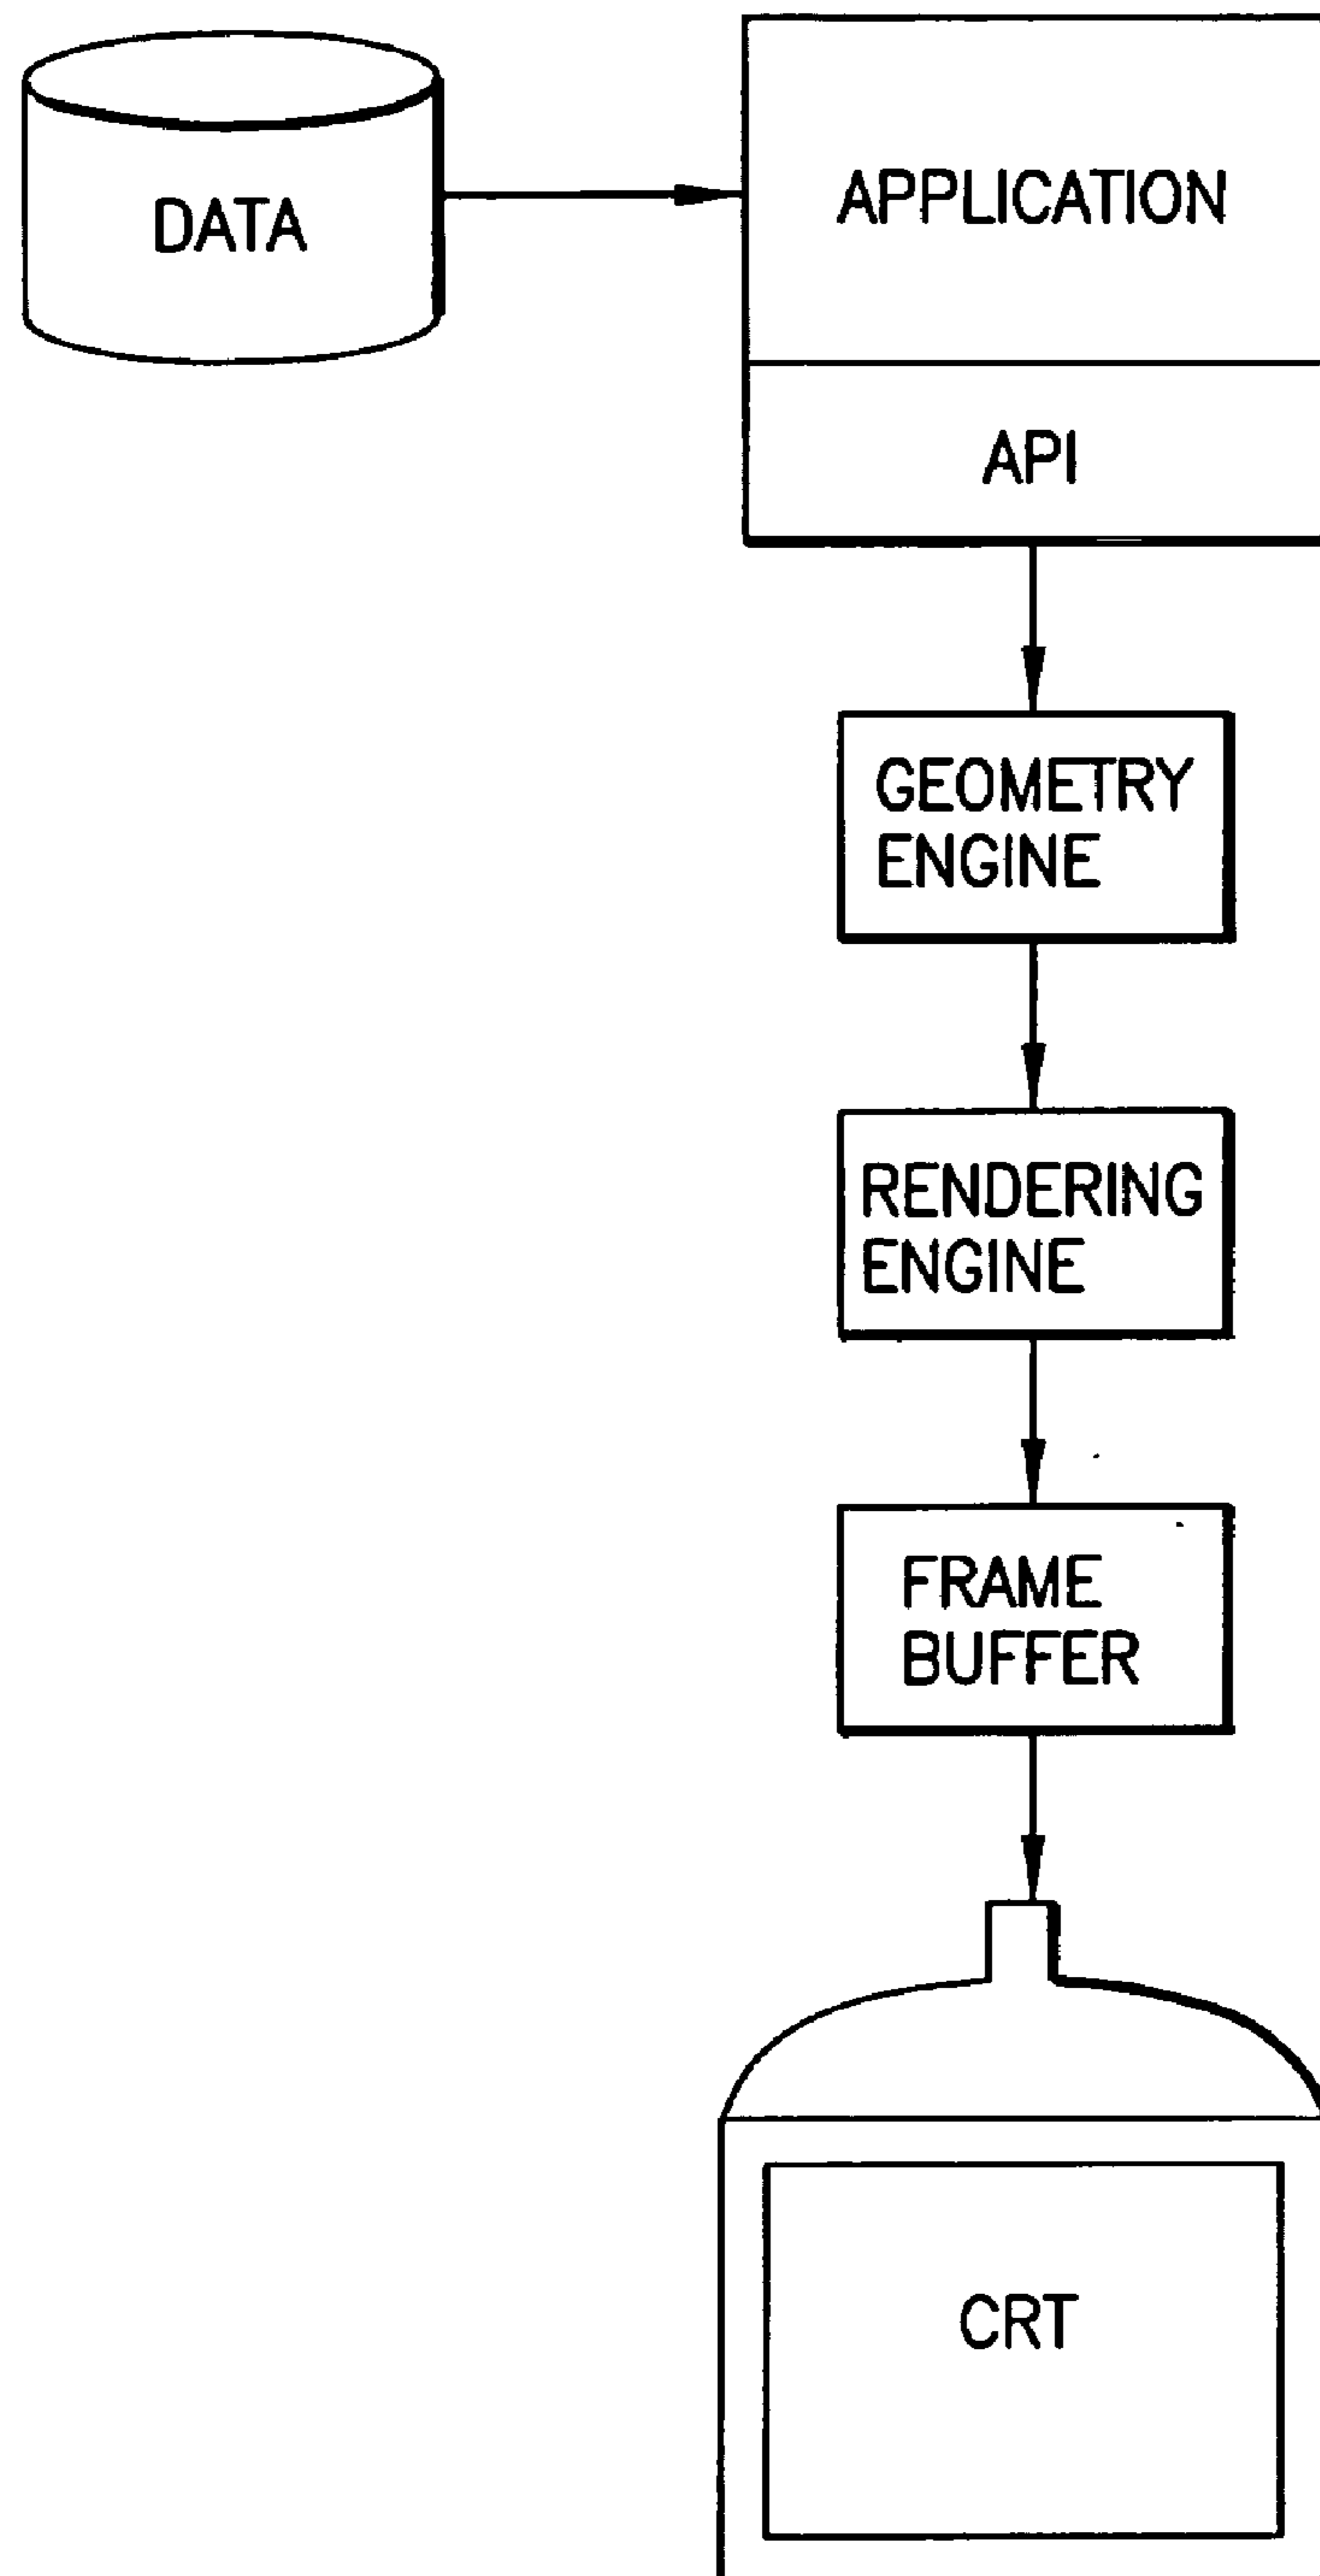 DATA
APPLICATION
API
GEOMETRY
ENGINE
RENDERING
ENGINE
FRAME
BUFFER
CRT